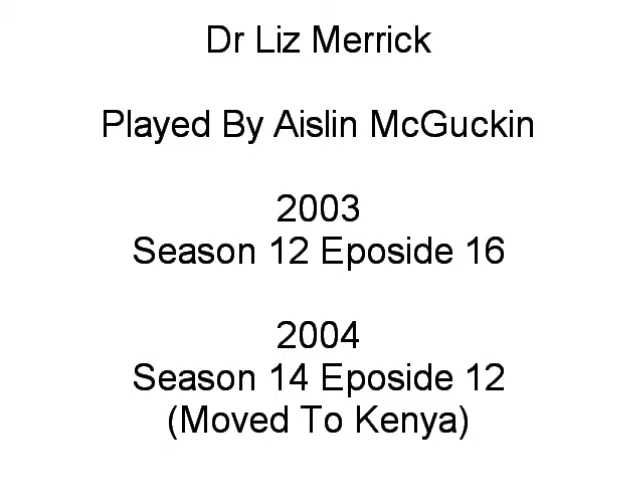 Dr Liz Merrick
Played By Aislin McGuckin
2003
Season 12 Eposide 16
2004
Season 14 Eposide 12
(Moved To Kenya)